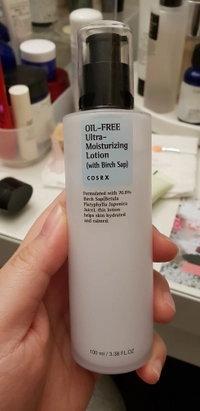 OIL-FREE
Ultra-
Moisturizing
Lotion
(with Birch Sap)
COSRX
Formulated with 70.0%
Birch Sap(Betula
Platyphylla Japonica
Juice), this lotion
helps skin hydrated
and calmed.
100 ml / 3.38 FL.OZ